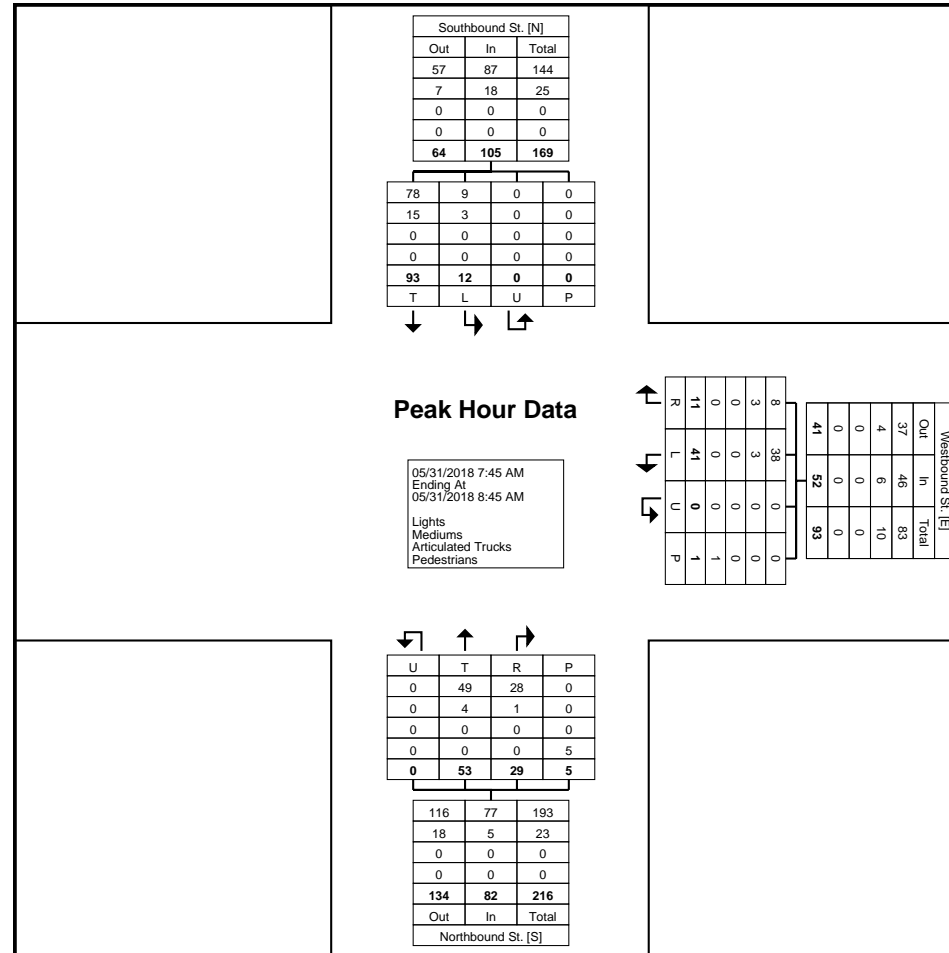 Southbound St. [N]
Out In Total
57 87 144
7 18 25
0 0 0
0 0 0
64 105 169
78 9 0 0
15 3 0 0
0 0 0 0
0 0 0 0
93 12 0 0
T L U P
Peak Hour Data
05/31/2018 7:45 AM
Ending At
05/31/2018 8:45 AM
Lights
Mediums
Articulated Trucks
Pedestrians
Westbound St. [E]
Out In Total
37 46 83
4 6 10
0 0 0
0 0 0
41 52 93
8 38 0 0
3 3 0 0
0 0 0 0
0 0 0 1
11 41 0 1
R L U P
U T R P
0 49 28 0
0 4 1 0
0 0 0 0
0 0 0 5
0 53 29 5
116 77 193
18 5 23
0 0 0
0 0 0
134 82 216
Out In Total
Northbound St. [S]